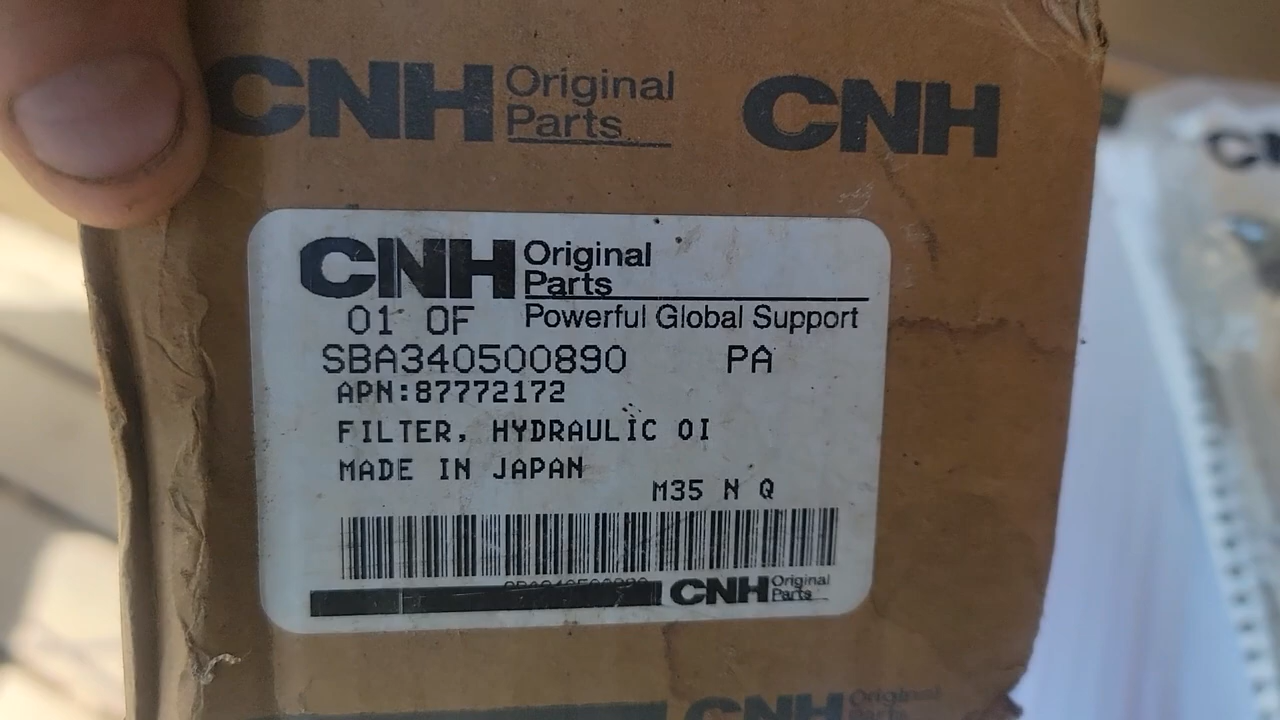 CNH Original Parts CNH
CNH Original Parts
Powerful Global Support
01 OF
SBA340500890 PA
APN:87772172
FILTER, HYDRAULIC OI
MADE IN JAPAN
M35 N Q
CNH Original Parts
CNH Original Parts